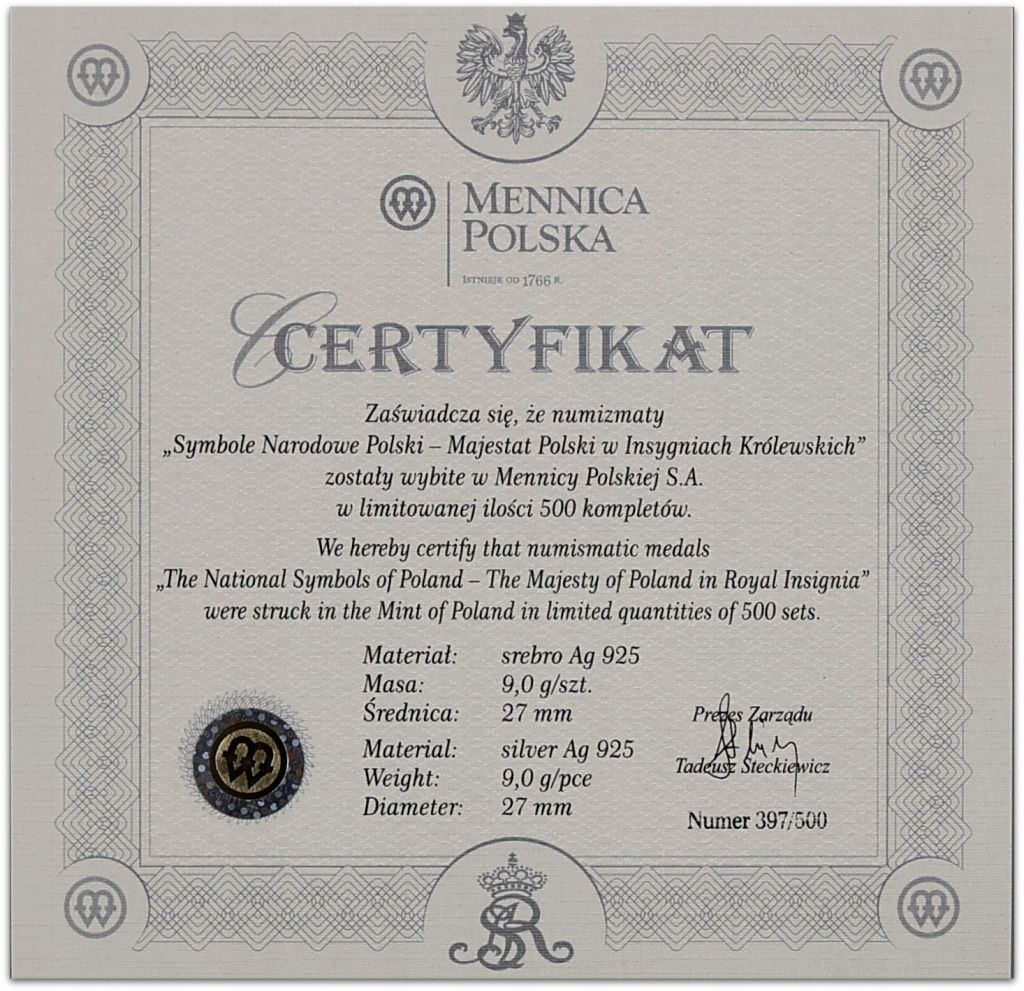 MENNICA
POLSKA
ISTNIEJE OD 1766 R.
CERTYFIKAT
Zaświadcza się, że numizmaty
„Symbole Narodowe Polski – Majestat Polski w Insygniach Królewskich”
zostały wybite w Mennicy Polskiej S.A.
w limitowanej ilości 500 kompletów.
We hereby certify that numismatic medals
„The National Symbols of Poland – The Majesty of Poland in Royal Insignia”
were struck in the Mint of Poland in limited quantities of 500 sets.
Materiał: srebro Ag 925
Masa: 9,0 g/szt.
Średnica: 27 mm
Material: silver Ag 925
Weight: 9,0 g/pce
Diameter: 27 mm
Prezes Zarządu
Tadeusz Steckiewicz
Numer 397/500